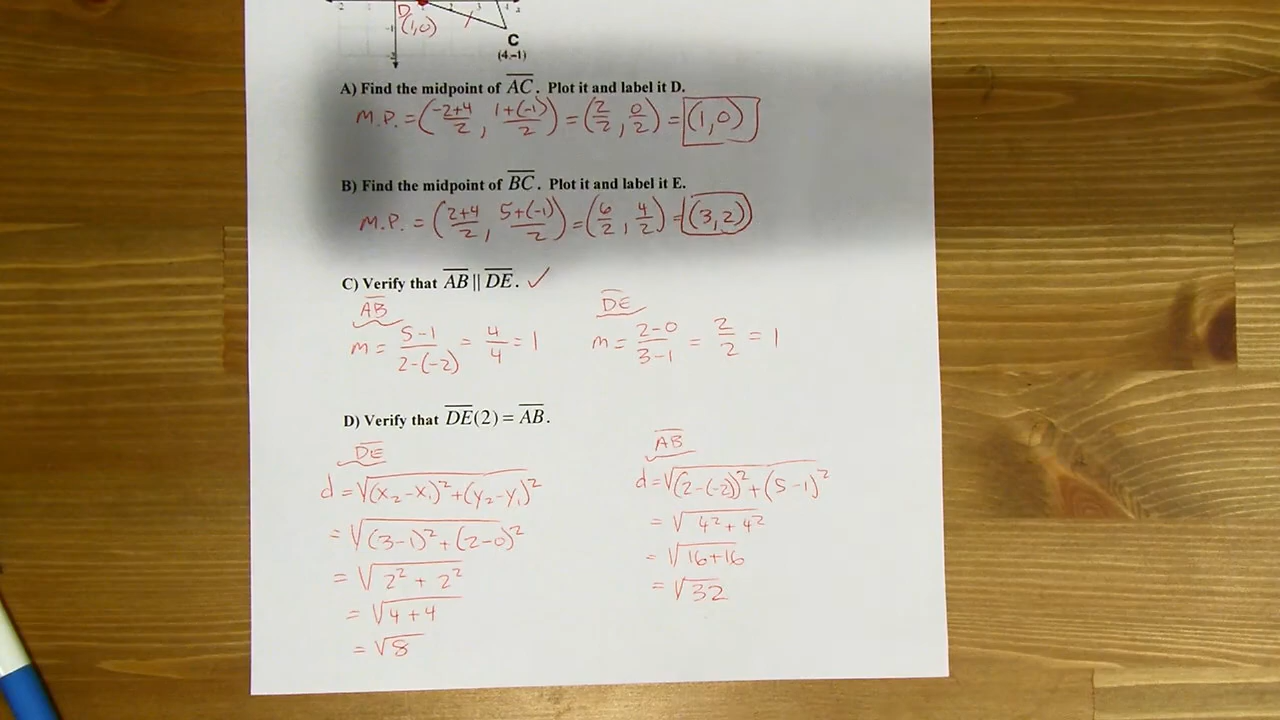 -2 2 3 4
D
(1,0)
-1
C
(4,-1)
A) Find the midpoint of AC. Plot it and label it D.
M.P. = (-2+4/2, 1+(-1)/2) = (2/2, 0/2) = (1,0)
B) Find the midpoint of BC. Plot it and label it E.
M.P. = (2+4/2, 5+(-1)/2) = (6/2, 4/2) = (3,2)
C) Verify that AB || DE. ✓
AB DE
m = 5-1/2-(-2) = 4/4 = 1 m = 2-0/3-1 = 2/2 = 1
D) Verify that DE(2) = AB.
DE
d = √(x₂-x₁)²+(y₂-y₁)²
= √(3-1)²+(2-0)²
= √2² + 2²
= √4+4
= √8
AB
d = √(2-(-2))²+(5-1)²
= √4²+4²
= √16+16
= √32